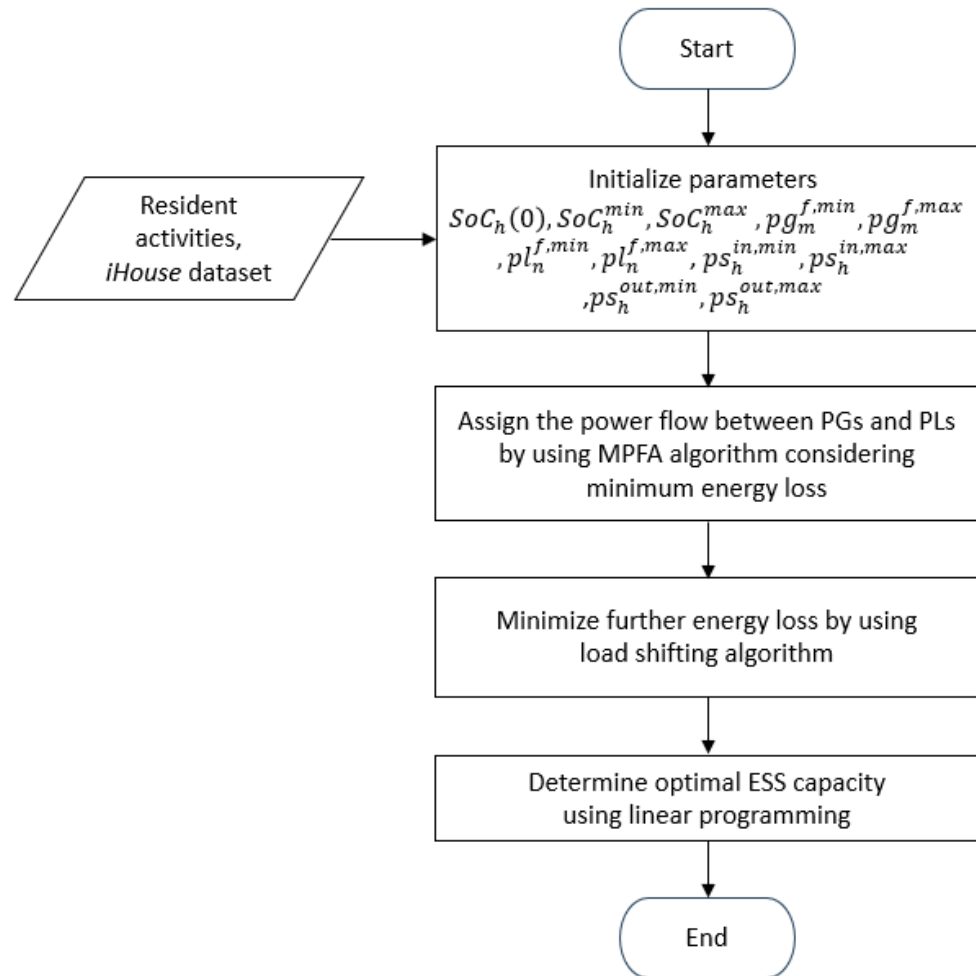 Start
Resident
activities,
iHouse dataset
Initialize parameters
$SoC_h(0), SoC_h^{min}, SoC_h^{max}, pg_m^{f,min}, pg_m^{f,max}$
$, pl_n^{f,min}, pl_n^{f,max}, ps_h^{in,min}, ps_h^{in,max}$
$, ps_h^{out,min}, ps_h^{out,max}$
Assign the power flow between PGs and PLs
by using MPFA algorithm considering
minimum energy loss
Minimize further energy loss by using
load shifting algorithm
Determine optimal ESS capacity
using linear programming
End